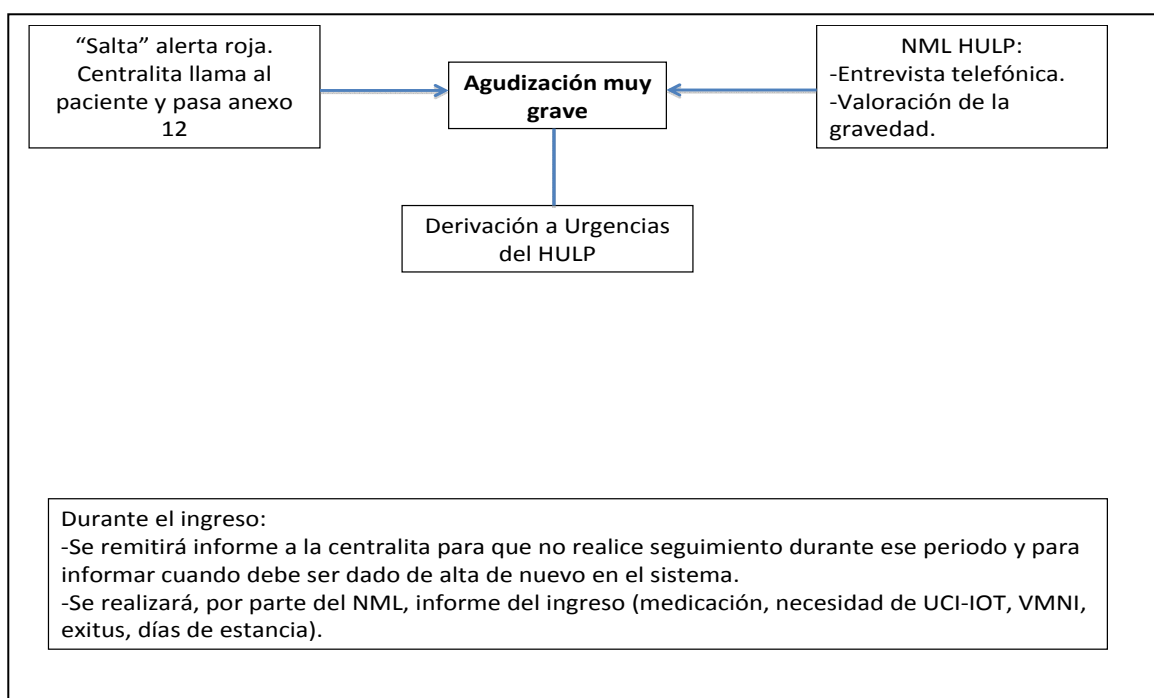 “Salta” alerta roja.
Centralita llama al
paciente y pasa anexo
12
Agudización muy
grave
NML HULP:
-Entrevista telefónica.
-Valoración de la
gravedad.
Derivación a Urgencias
del HULP
Durante el ingreso:
-Se remitirá informe a la centralita para que no realice seguimiento durante ese periodo y para
informar cuando debe ser dado de alta de nuevo en el sistema.
-Se realizará, por parte del NML, informe del ingreso (medicación, necesidad de UCI-IOT, VMNI,
exitus, días de estancia).